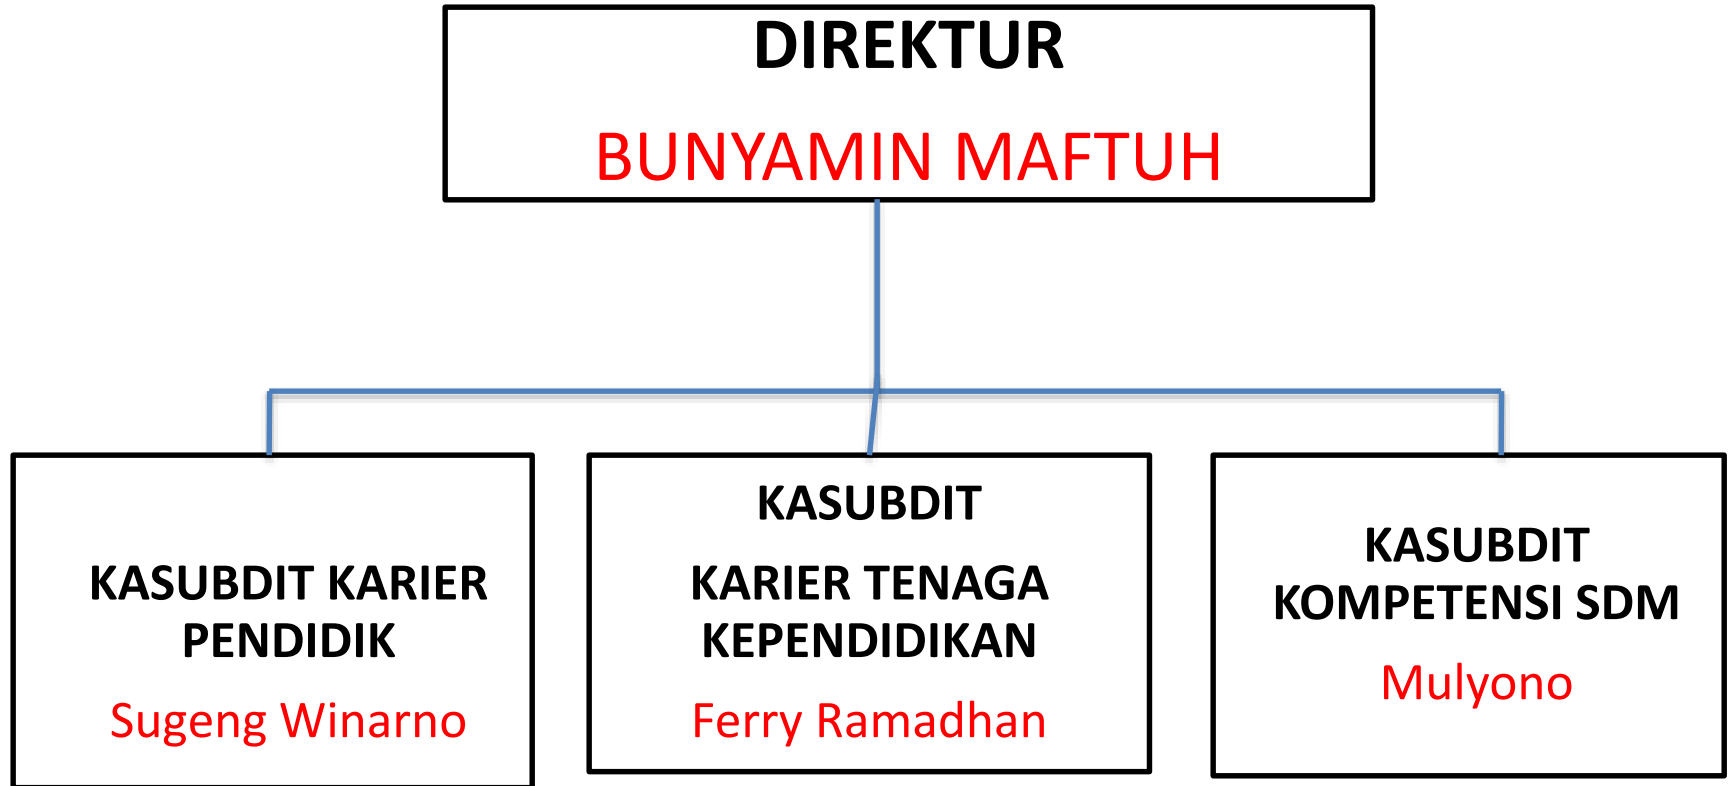 DIREKTUR
BUNYAMIN MAFTUH
KASUBDIT KARIER
PENDIDIK
Sugeng Winarno
KASUBDIT
KARIER TENAGA
KEPENDIDIKAN
Ferry Ramadhan
KASUBDIT
KOMPETENSI SDM
Mulyono